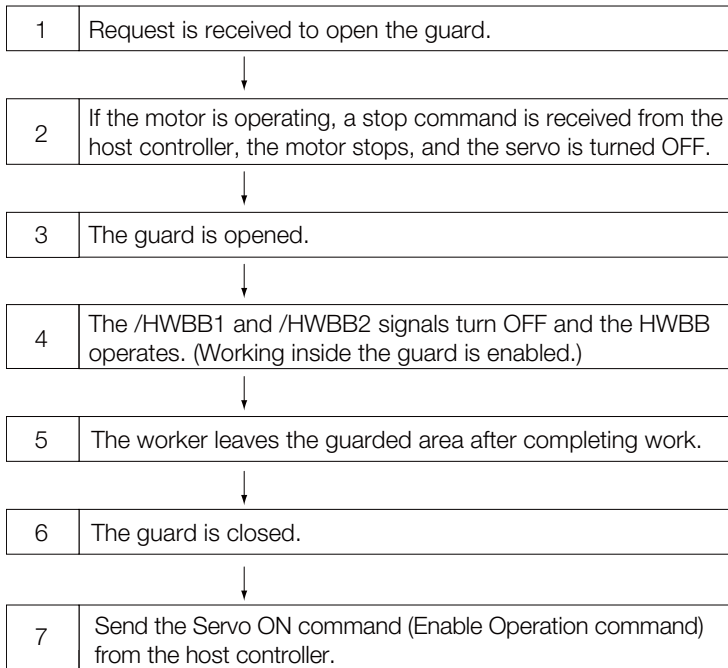 1 Request is received to open the guard.
2 If the motor is operating, a stop command is received from the
host controller, the motor stops, and the servo is turned OFF.
3 The guard is opened.
4 The /HWBB1 and /HWBB2 signals turn OFF and the HWBB
operates. (Working inside the guard is enabled.)
5 The worker leaves the guarded area after completing work.
6 The guard is closed.
7 Send the Servo ON command (Enable Operation command)
from the host controller.